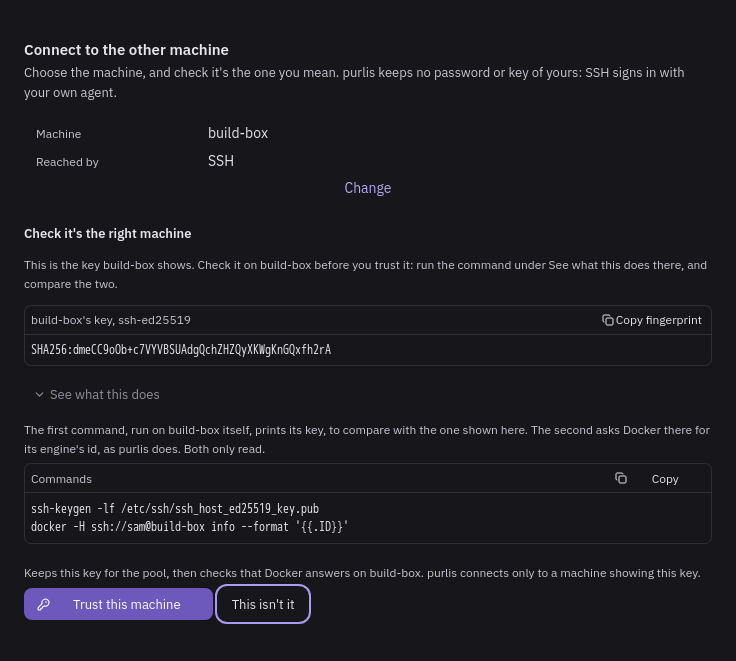 Connect to the other machine
Choose the machine, and check it's the one you mean. purlis keeps no password or key of yours: SSH signs in with
your own agent.
Machine build-box
Reached by SSH
Change
Check it's the right machine
This is the key build-box shows. Check it on build-box before you trust it: run the command under See what this does there, and
compare the two.
build-box's key, ssh-ed25519 Copy fingerprint
SHA256:dmeCC9oOb+c7VYVBSUAdgQchZHZQyXKWgKnGQxfh2rA
See what this does
The first command, run on build-box itself, prints its key, to compare with the one shown here. The second asks Docker there for
its engine's id, as purlis does. Both only read.
Commands Copy
ssh-keygen -lf /etc/ssh/ssh_host_ed25519_key.pub
docker -H ssh://sam@build-box info --format '{{.ID}}'
Keeps this key for the pool, then checks that Docker answers on build-box. purlis connects only to a machine showing this key.
Trust this machine This isn't it